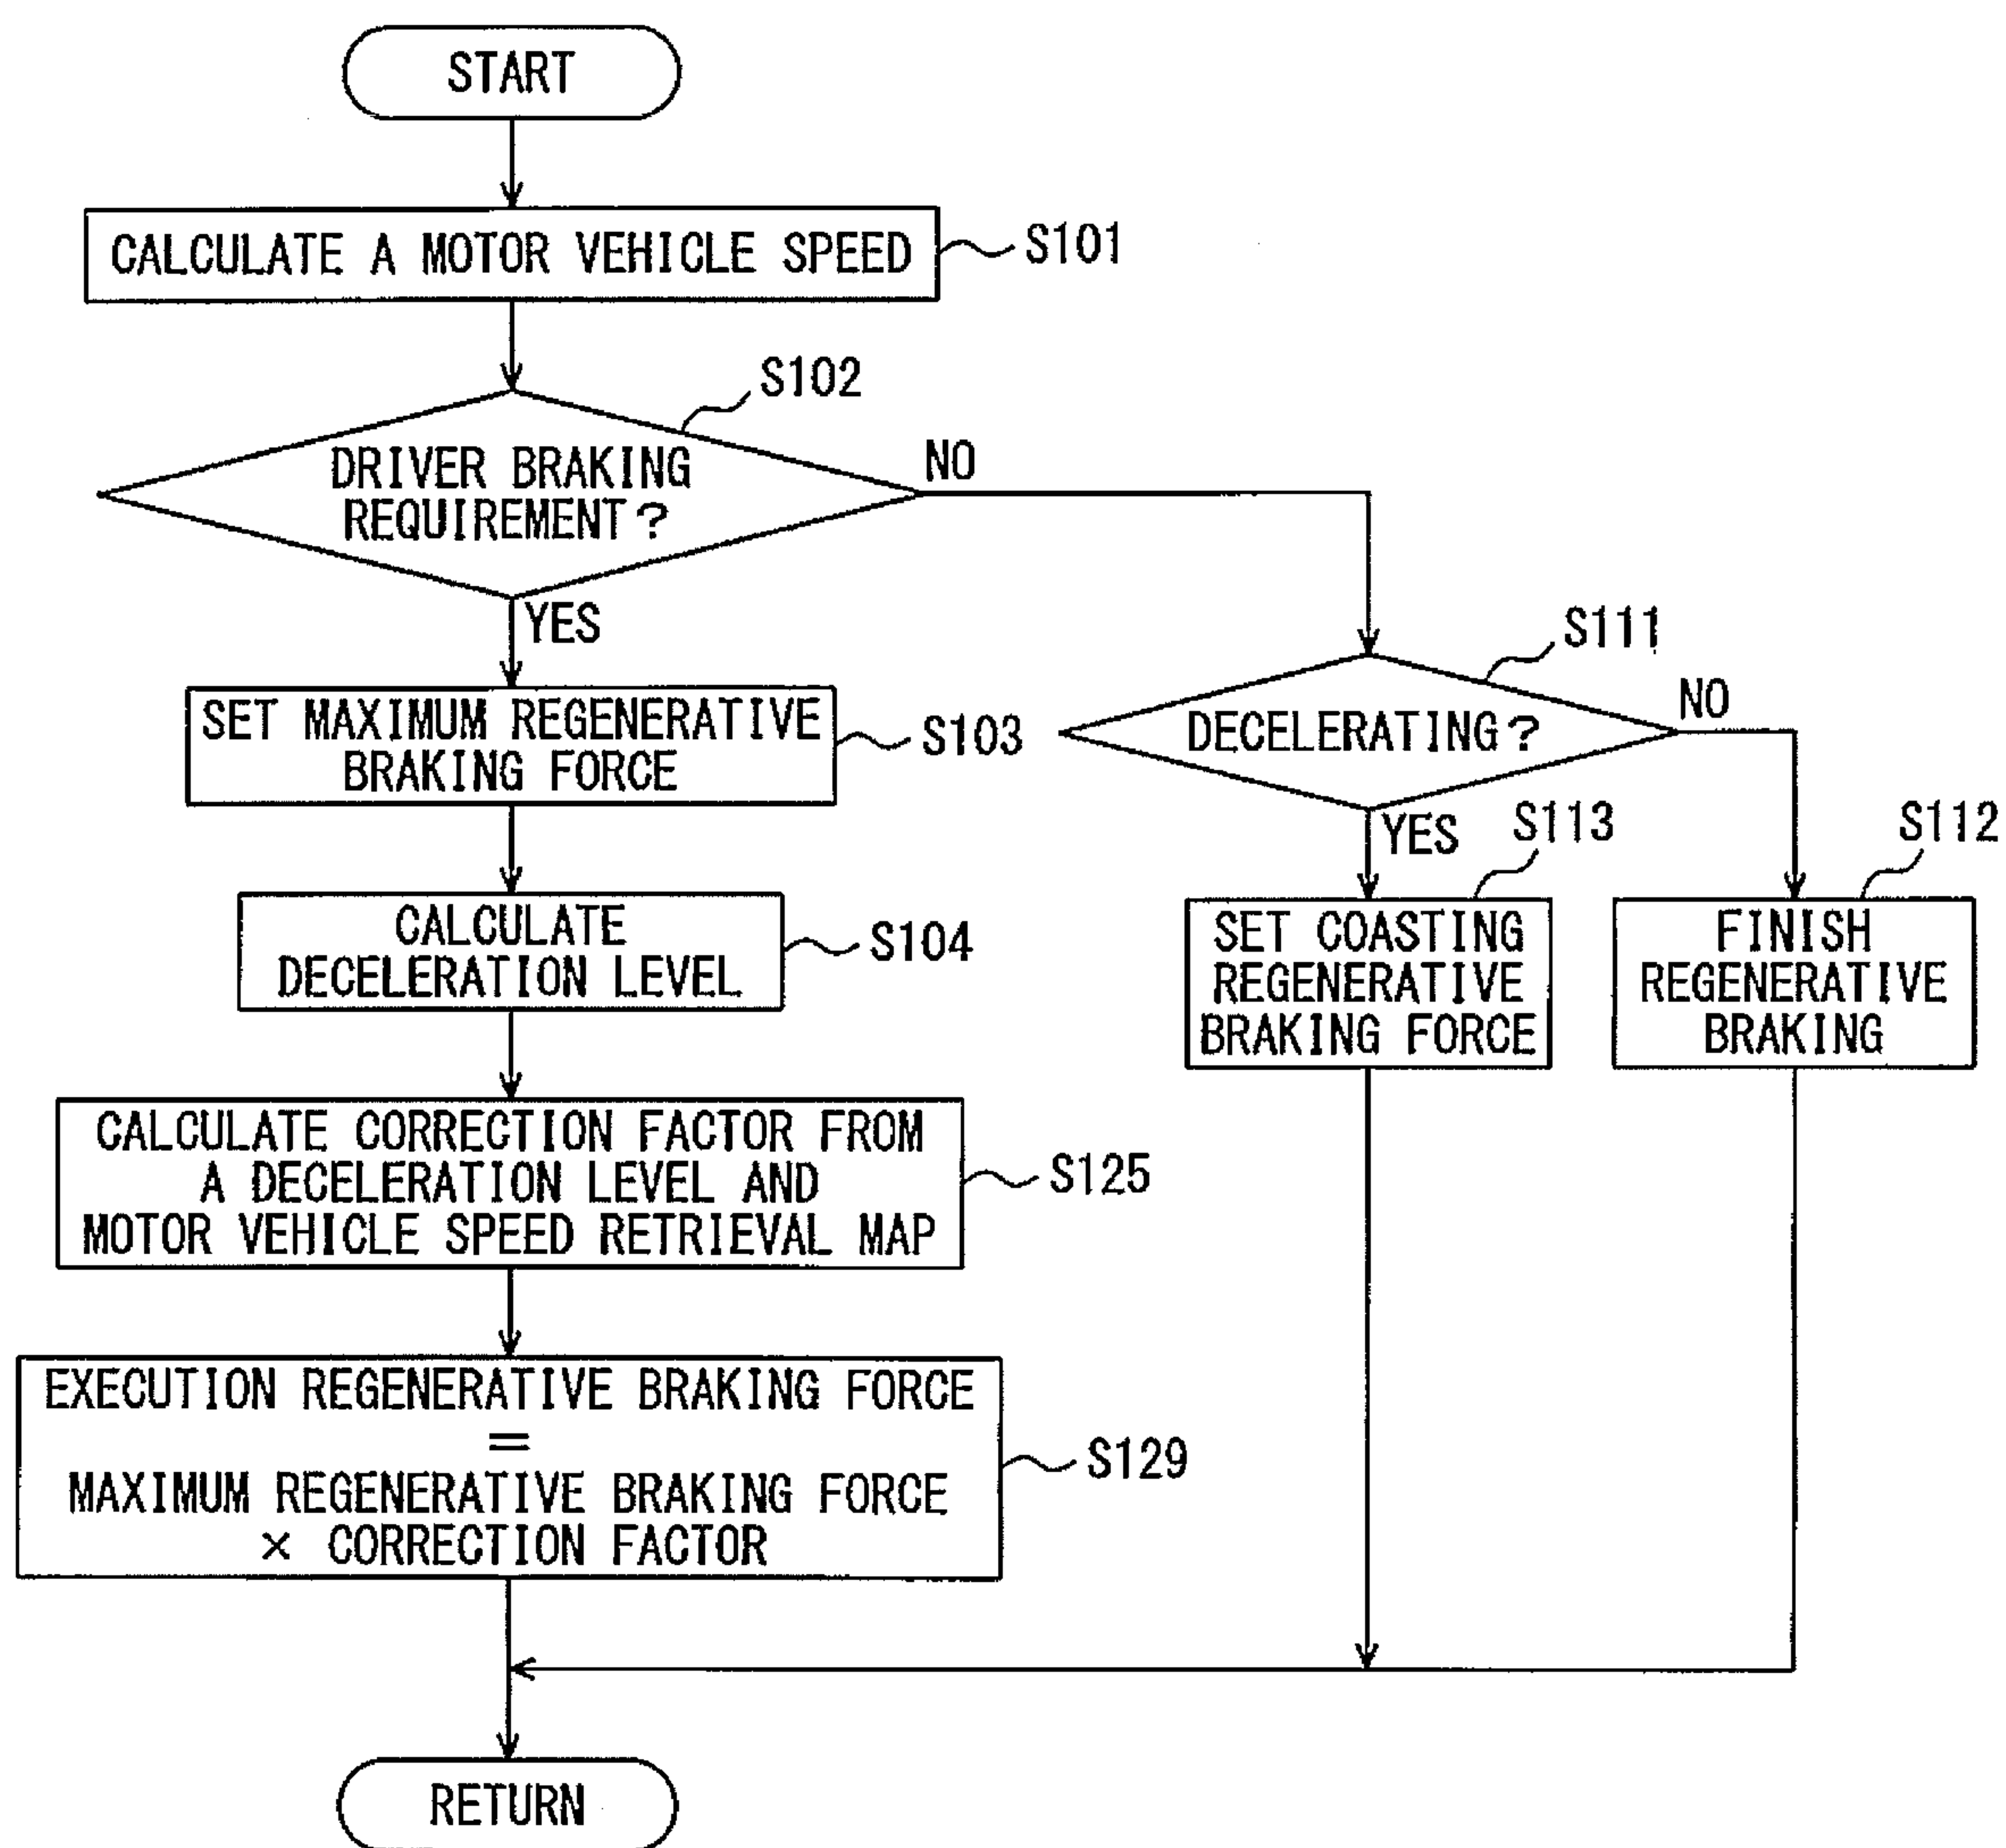 START
CALCULATE A MOTOR VEHICLE SPEED
S101
S102
DRIVER BRAKING
REQUIREMENT?
NO
YES
SET MAXIMUM REGENERATIVE
BRAKING FORCE
S103
CALCULATE
DECELERATION LEVEL
S104
CALCULATE CORRECTION FACTOR FROM
A DECELERATION LEVEL AND
MOTOR VEHICLE SPEED RETRIEVAL MAP
S125
EXECUTION REGENERATIVE BRAKING FORCE
=
MAXIMUM REGENERATIVE BRAKING FORCE
× CORRECTION FACTOR
S129
S111
DECELERATING?
NO
YES
S113
SET COASTING
REGENERATIVE
BRAKING FORCE
S112
FINISH
REGENERATIVE
BRAKING
RETURN